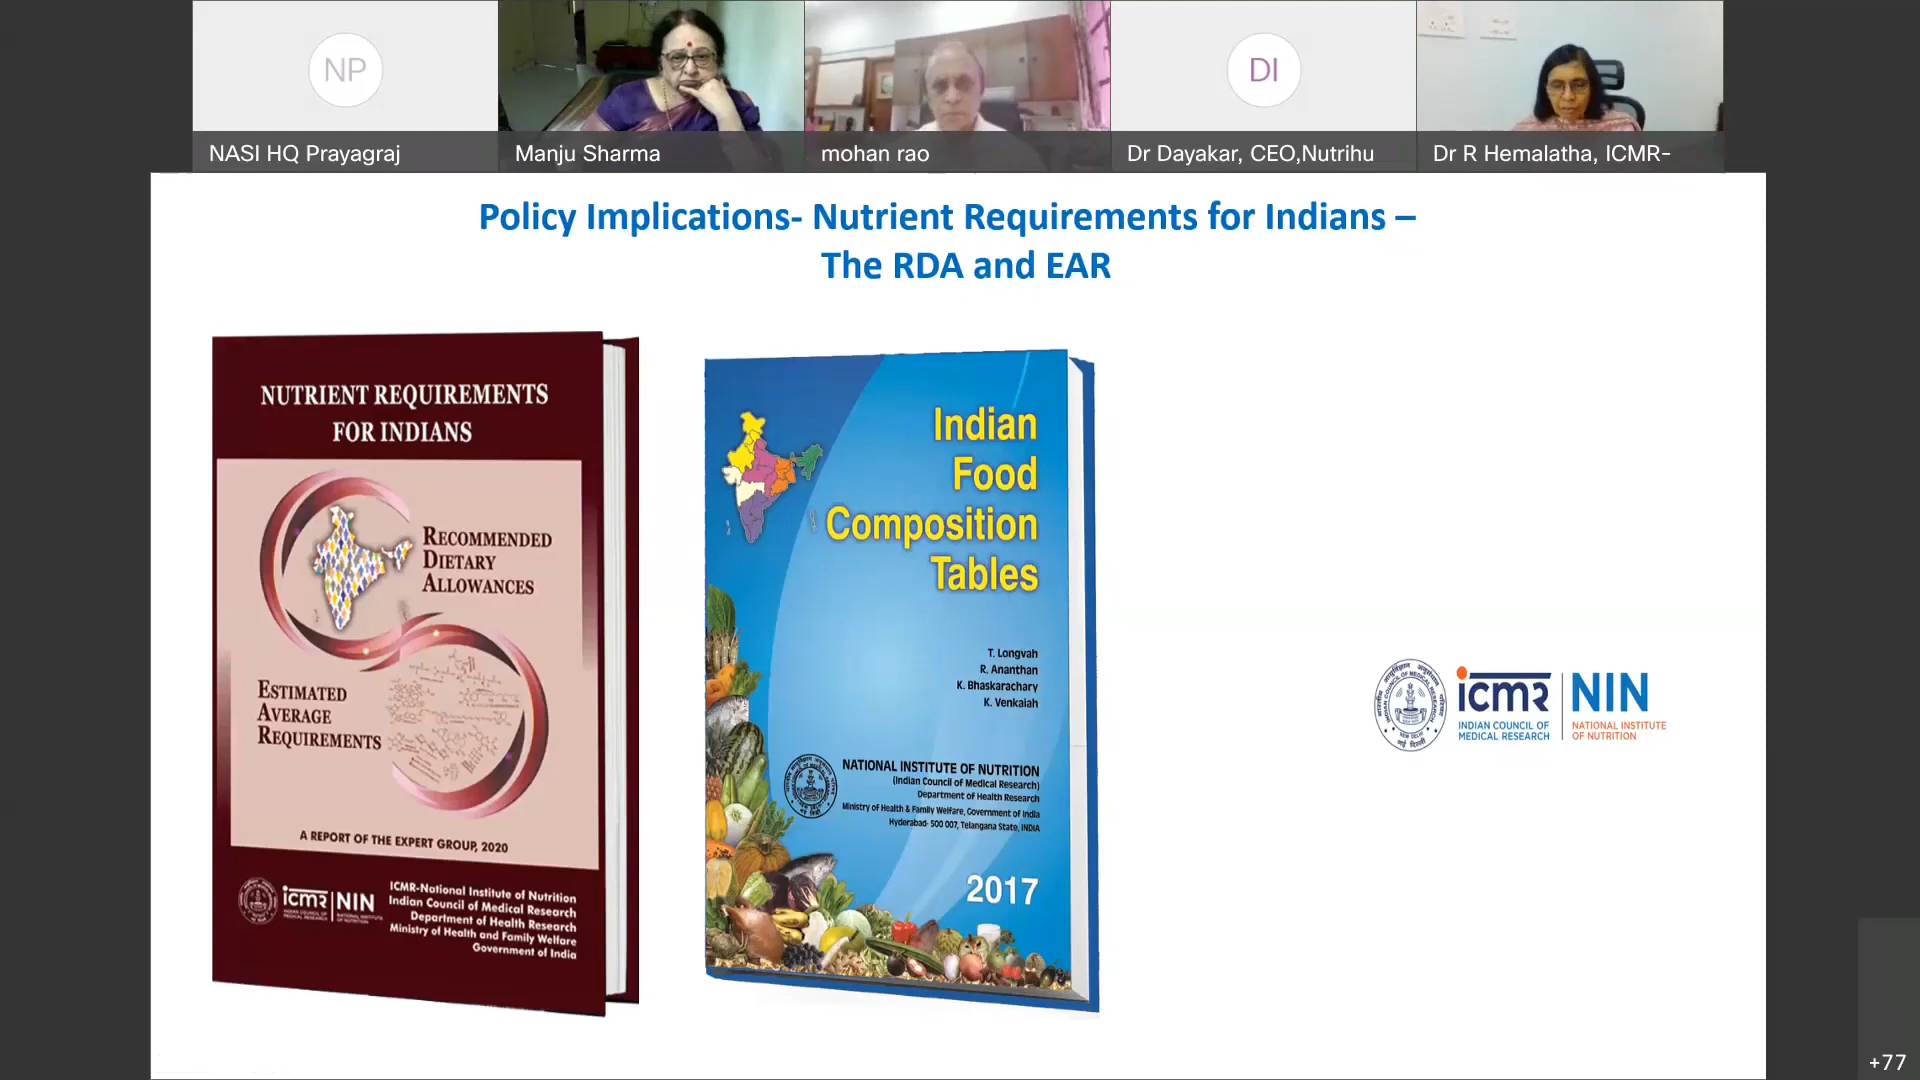 NP
DI
NASI HQ Prayagraj
Manju Sharma
mohan rao
Dr Dayakar, CEO,Nutrihu
Dr R Hemalatha, ICMR-
Policy Implications- Nutrient Requirements for Indians –
The RDA and EAR
NUTRIENT REQUIREMENTS
FOR INDIANS
RECOMMENDED
DIETARY
ALLOWANCES
ESTIMATED
AVERAGE
REQUIREMENTS
A REPORT OF THE EXPERT GROUP, 2020
icmr NIN
ICMR-National Institute of Nutrition
Indian Council of Medical Research
Department of Health Research
Ministry of Health and Family Welfare
Government of India
Indian
Food
Composition
Tables
T. Longvah
R. Ananthan
K. Bhaskarachary
K. Venkaiah
NATIONAL INSTITUTE OF NUTRITION
(Indian Council of Medical Research)
Department of Health Research
Ministry of Health & Family Welfare, Government of India
Hyderabad- 500 007, Telangana State, INDIA
2017
icmr NIN
INDIAN COUNCIL OF
MEDICAL RESEARCH
NATIONAL INSTITUTE
OF NUTRITION
+77